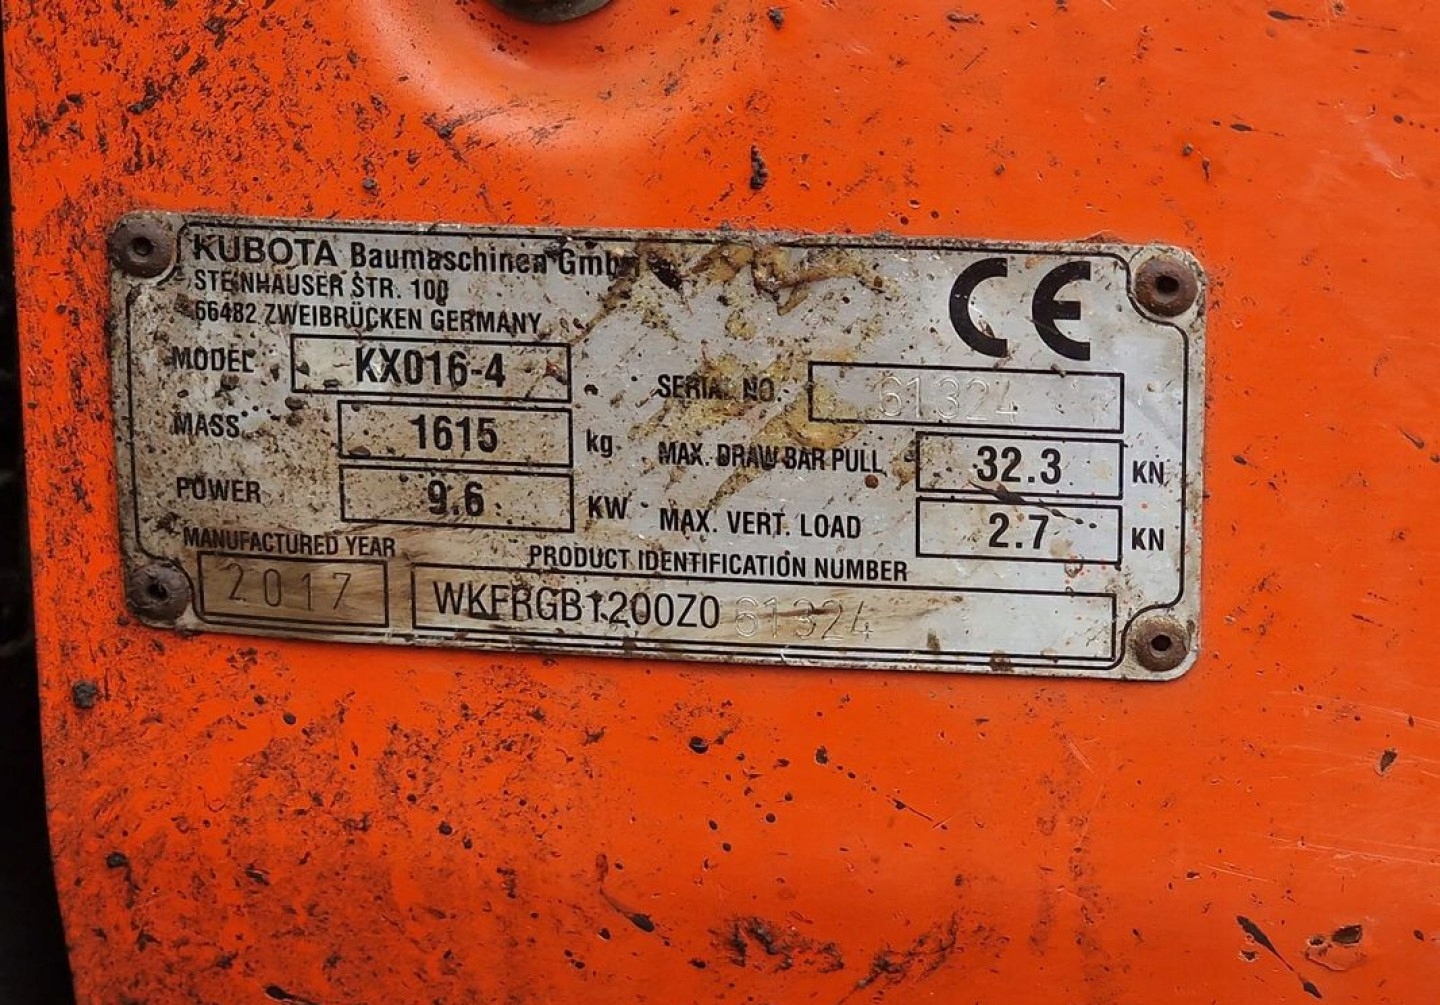 KUBOTA Baumaschinen GmbH
STEINHAUSER STR. 100
66482 ZWEIBRÜCKEN GERMANY
CE
MODEL KX016-4
SERIAL NO. 61324
MASS 1615 kg
MAX. DRAW BAR PULL 32.3 KN
POWER 9.6 KW
MAX. VERT. LOAD 2.7 KN
MANUFACTURED YEAR
2017
PRODUCT IDENTIFICATION NUMBER
WKFRGB1200Z061324